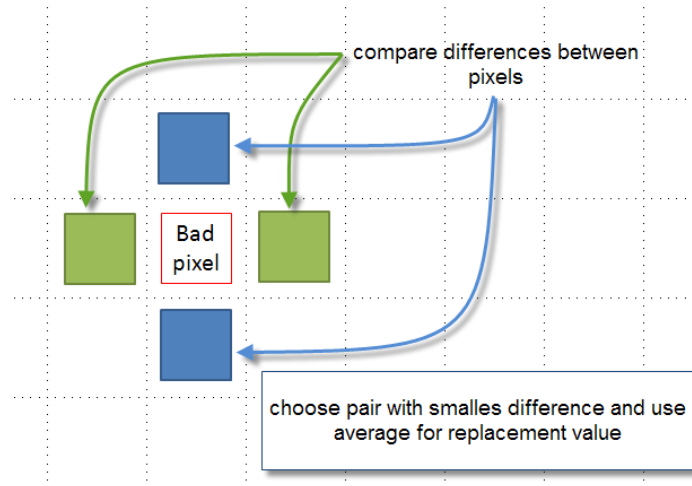 compare differences between
pixels
Bad
pixel
choose pair with smalles difference and use
average for replacement value